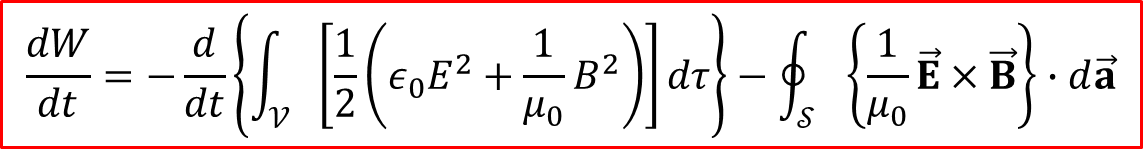 dW/dt = −d/dt{∫_𝒱 [1/2(ϵ₀E² + 1/μ₀ B²)] dτ} − ∮_𝒮 {1/μ₀ E⃗ × B⃗} · da⃗